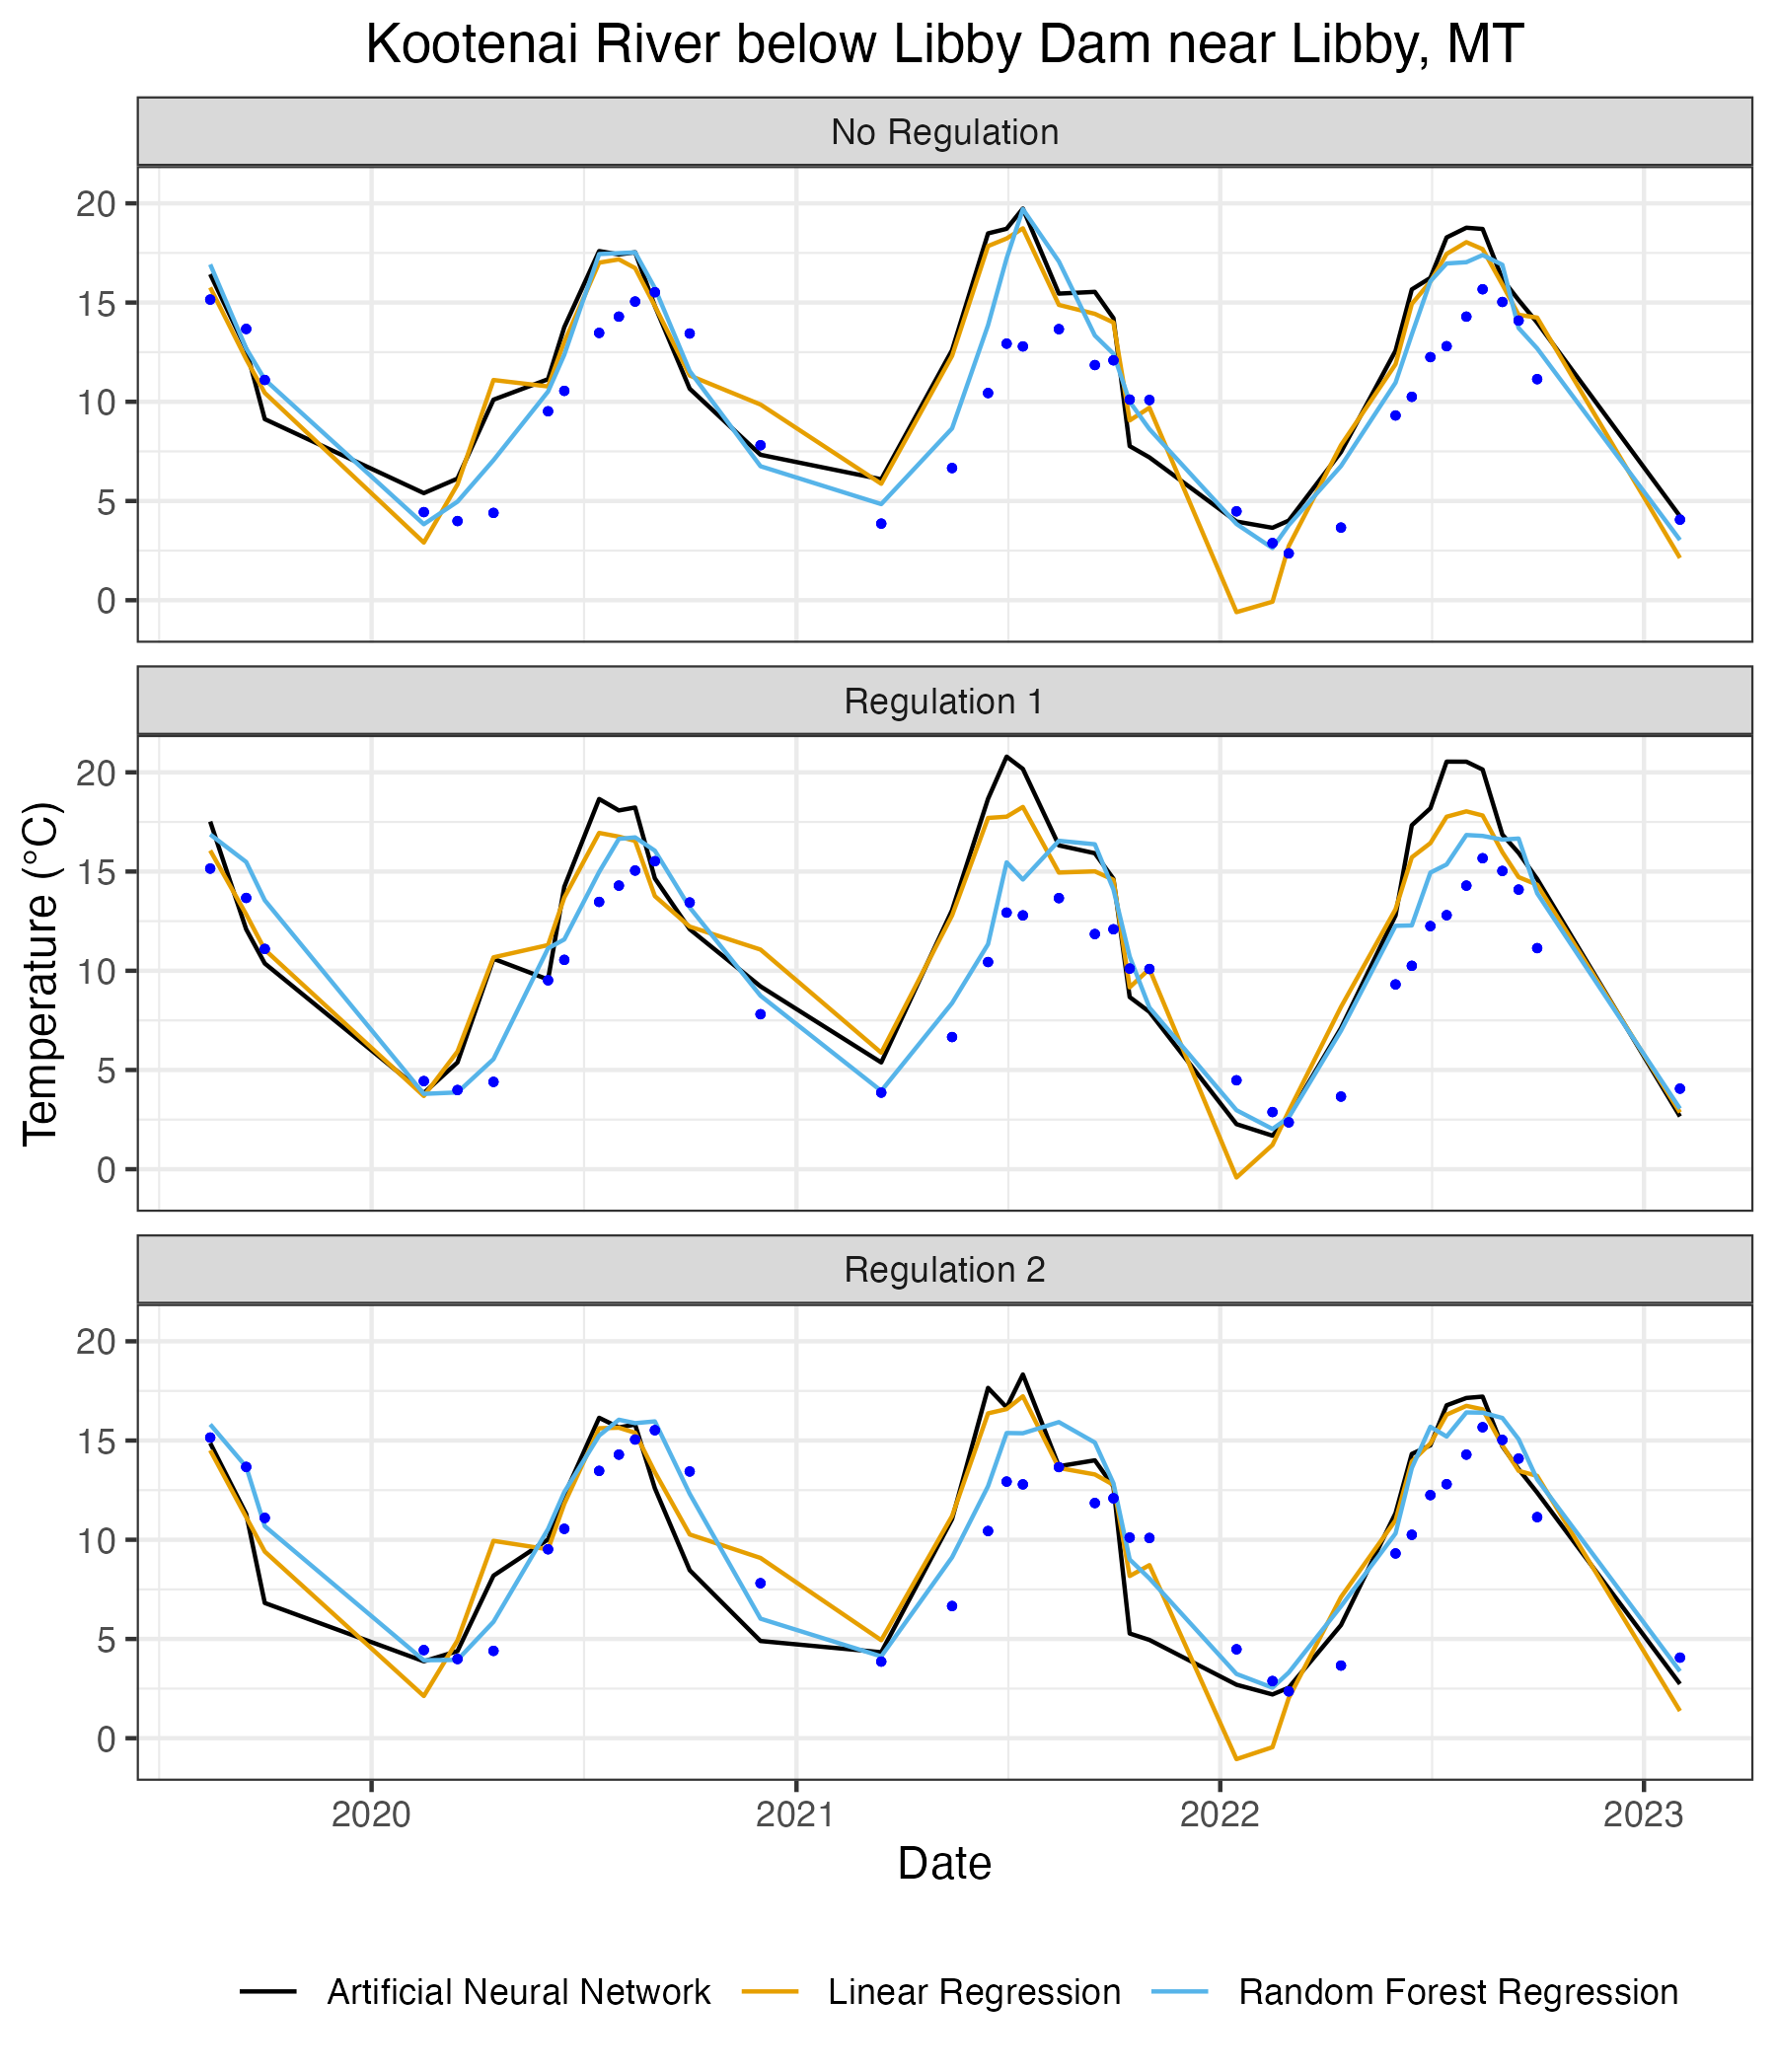 Kootenai River below Libby Dam near Libby, MT
No Regulation
20
15
10
5
0
Regulation 1
20
15
10
5
0
Temperature (°C)
Regulation 2
20
15
10
5
0
2020 2021 2022 2023
Date
Artificial Neural Network Linear Regression Random Forest Regression